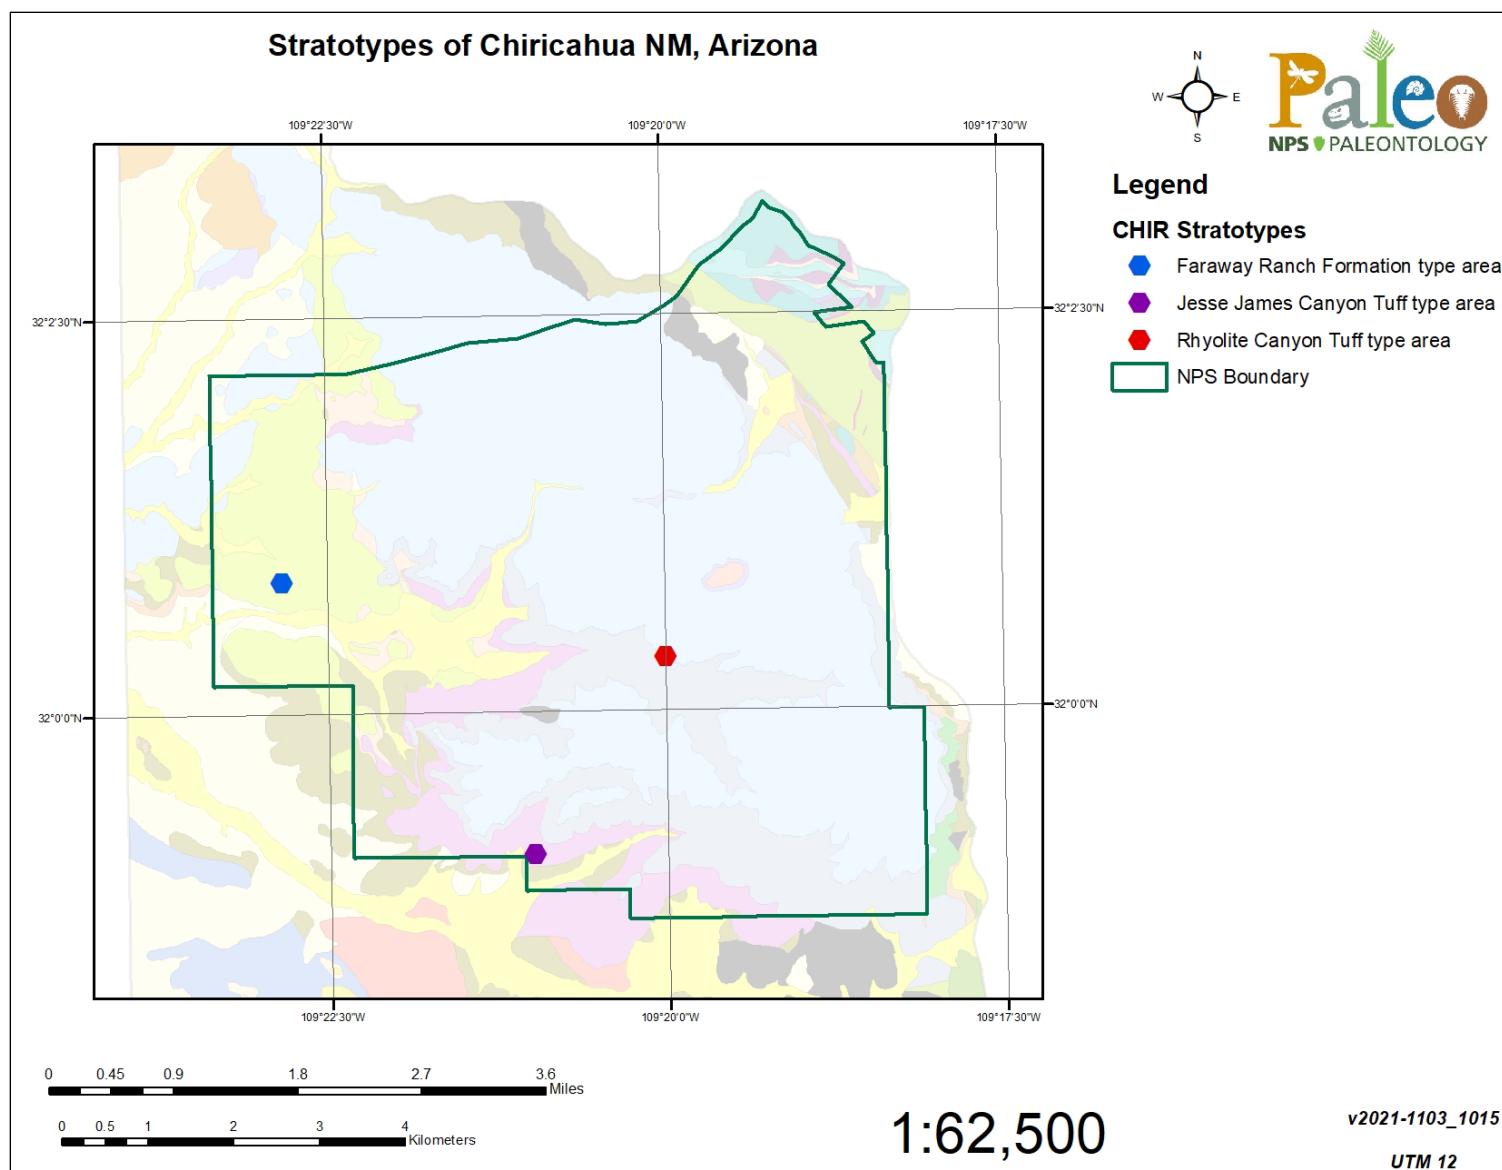 Stratotypes of Chiricahua NM, Arizona
N
W E
S
Paleo
NPS PALEONTOLOGY
109°22'30"W 109°20'0"W 109°17'30"W
32°2'30"N 32°2'30"N
32°0'0"N 32°0'0"N
109°22'30"W 109°20'0"W 109°17'30"W
Legend
CHIR Stratotypes
Faraway Ranch Formation type area
Jesse James Canyon Tuff type area
Rhyolite Canyon Tuff type area
NPS Boundary
0 0.45 0.9 1.8 2.7 3.6
Miles
0 0.5 1 2 3 4
Kilometers
1:62,500
v2021-1103_1015
UTM 12